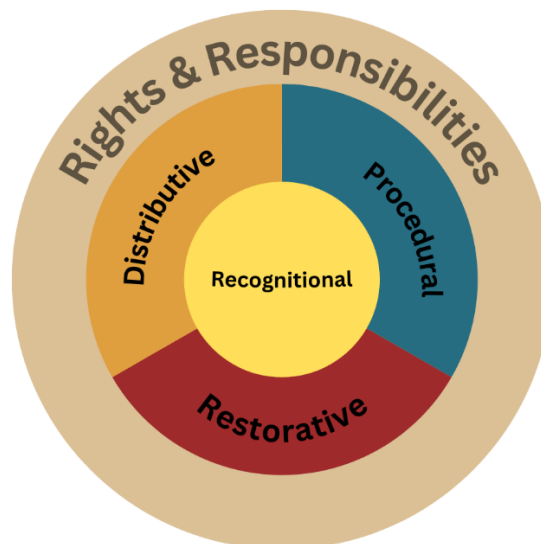 Rights & Responsibilities
Distributive
Procedural
Recognitional
Restorative